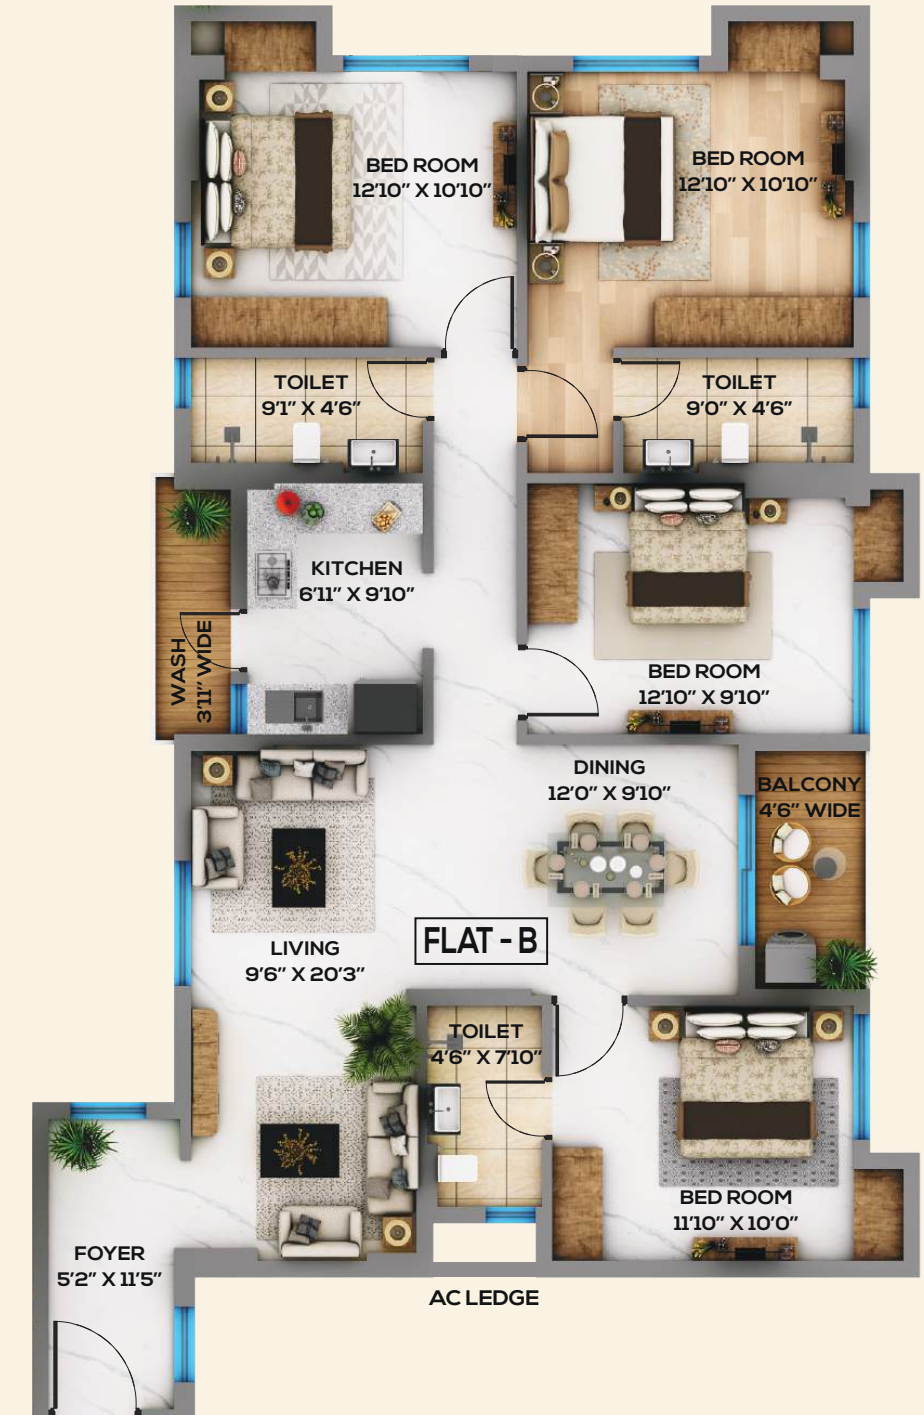 BED ROOM
12'10" X 10'10"
BED ROOM
12'10" X 10'10"
TOILET
9'1" X 4'6"
TOILET
9'0" X 4'6"
KITCHEN
6'11" X 9'10"
WASH
3'11" WIDE
BED ROOM
12'10" X 9'10"
DINING
12'0" X 9'10"
BALCONY
4'6" WIDE
FLAT - B
LIVING
9'6" X 20'3"
TOILET
4'6" X 7'10"
BED ROOM
11'10" X 10'0"
FOYER
5'2" X 11'5"
AC LEDGE